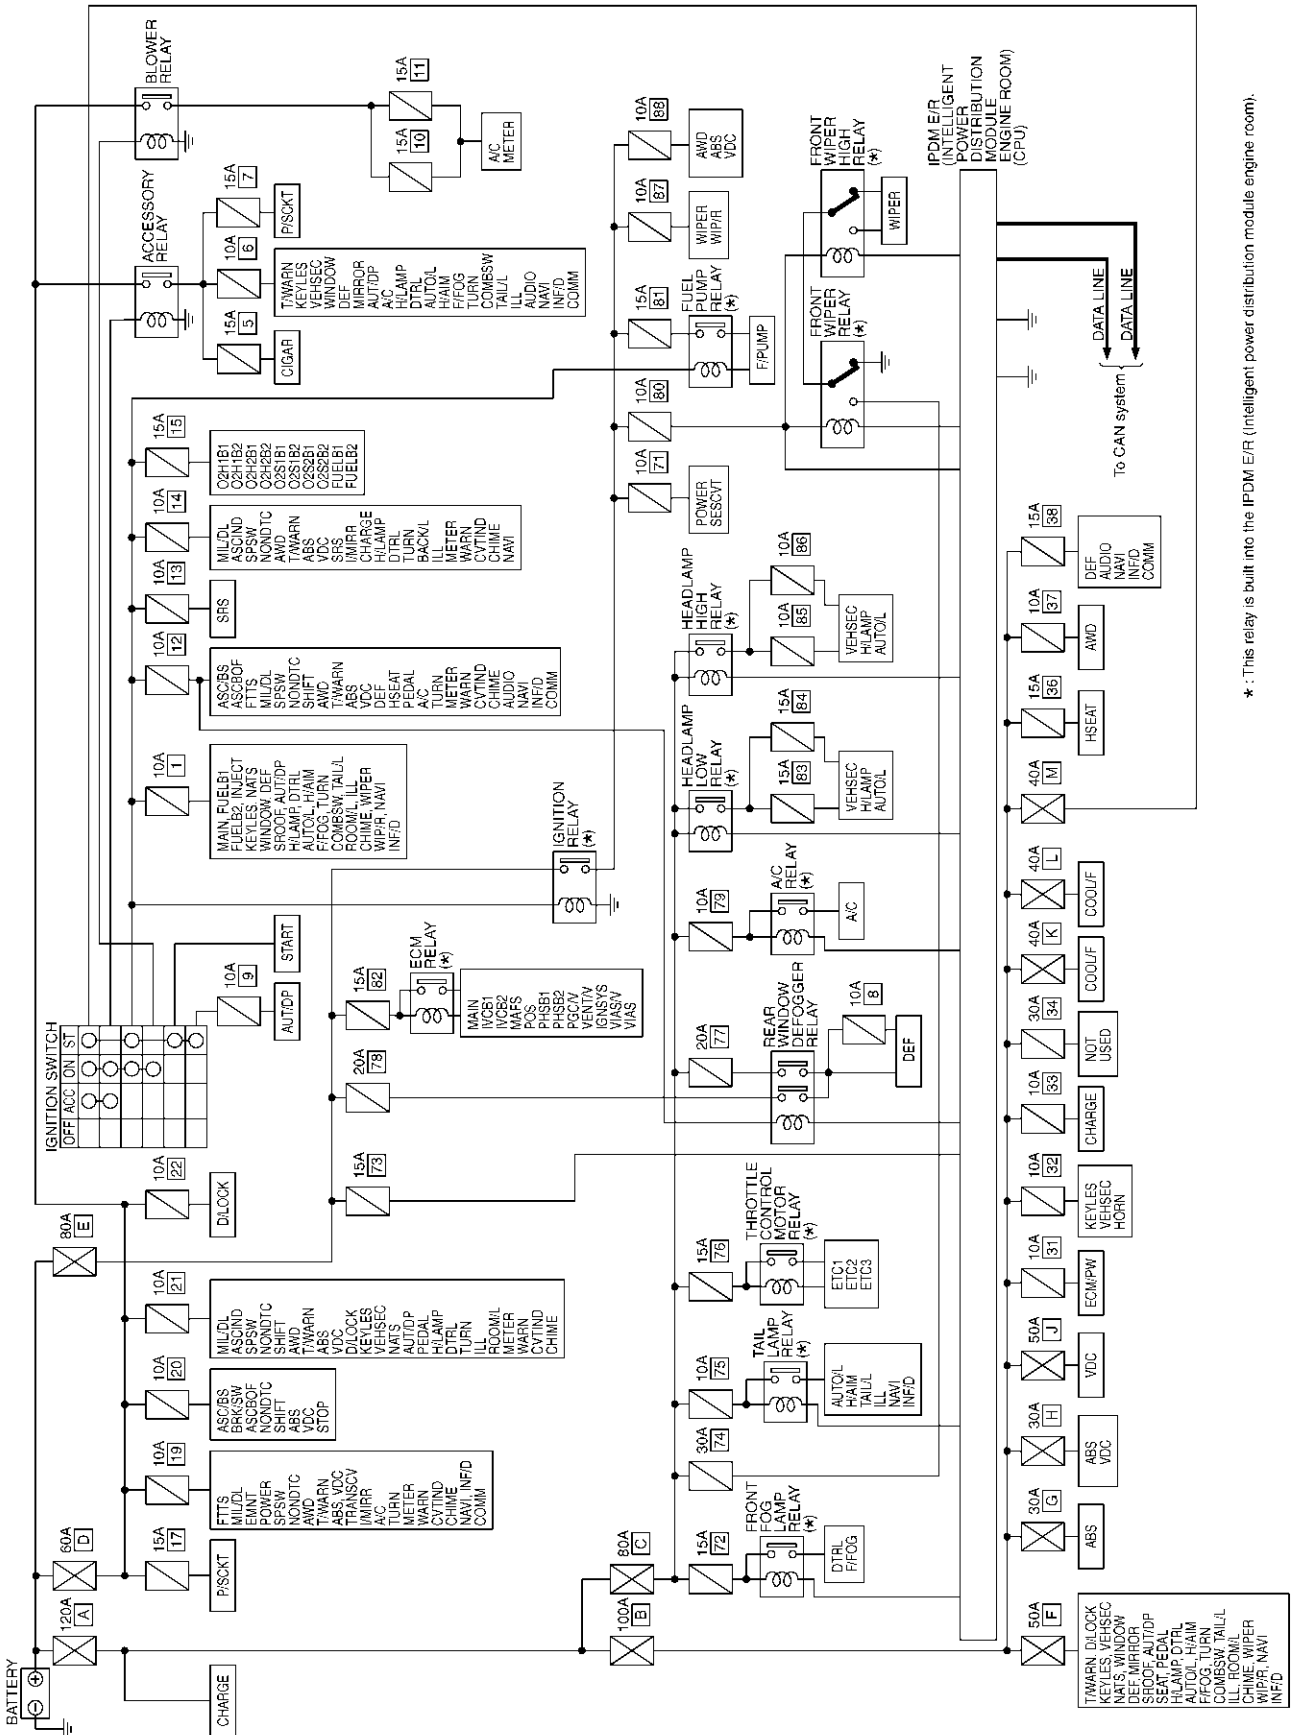 BATTERY
120A
A
CHARGE
60A
D
80A
E
15A
17
P/SCKT
10A
19
FTTS
MIL/DL
EMNT
POWER
SPSW
NONDTC
AWD
T/WARN
ABS, VDC
TRANSCV
I/MIRR
A/C
TURN
METER
WARN
CVTIND
CHIME
NAVI, INF/D
COMM
10A
20
ASC/BS
BRK/SW
ASCBOF
NONDTC
SHIFT
ABS
VDC
STOP
10A
21
MIL/DL
ASCIND
SPSW
NONDTC
SHIFT
AWD
T/WARN
ABS
VDC
D/LOCK
KEYLES
VEHSEC
NATS
AUT/DP
PEDAL
H/LAMP
DTRL
TURN
ILL
ROOM/L
METER
WARN
CVTIND
CHIME
10A
22
D/LOCK
IGNITION SWITCH
OFF ACC ON ST
10A
9
AUT/DP
START
10A
1
MAIN, FUELB1
FUELB2, INJECT
KEYLES, NATS
WINDOW, DEF
SROOF, AUT/DP
H/LAMP, DTRL
AUTO/L, H/AIM
F/FOG, TURN
COMBSW, TAIL/L
ROOM/L, ILL
CHIME, WIPER
WIP/R, NAVI
INF/D
10A
12
ASC/BS
ASCBOF
FTTS
MIL/DL
SPSW
NONDTC
SHIFT
AWD
T/WARN
ABS
VDC
DEF
HSEAT
PEDAL
A/C
TURN
METER
WARN
CVTIND
CHIME
AUDIO
NAVI
INF/D
COMM
10A
13
SRS
10A
14
MIL/DL
ASCIND
SPSW
NONDTC
AWD
T/WARN
ABS
VDC
SRS
I/MIRR
CHARGE
H/LAMP
DTRL
TURN
BACK/L
ILL
METER
WARN
CVTIND
CHIME
NAVI
15A
15
O2H1B1
O2H1B2
O2H2B1
O2H2B2
O2S1B1
O2S1B2
O2S2B1
O2S2B2
FUELB1
FUELB2
ACCESSORY
RELAY
15A
5
CIGAR
10A
6
T/WARN
KEYLES
VEHSEC
WINDOW
DEF
MIRROR
AUT/DP
A/C
H/LAMP
DTRL
AUTO/L
H/AIM
F/FOG
TURN
COMBSW
TAIL/L
ILL
AUDIO
NAVI
INF/D
COMM
15A
7
P/SCKT
BLOWER
RELAY
15A
10
15A
11
A/C
METER
15A
73
20A
78
15A
82
ECM
RELAY
(*)
MAIN
IVCB1
IVCB2
MAFS
POS
PHSB1
PHSB2
PGC/V
VENT/V
IGNSYS
VIAS/V
VIAS
IGNITION
RELAY
(*)
10A
71
POWER
SESCVT
10A
80
15A
81
FUEL
PUMP
RELAY
(*)
F/PUMP
10A
87
WIPER
WIP/R
10A
88
AWD
ABS
VDC
80A
C
100A
B
15A
72
FRONT
FOG
LAMP
RELAY
(*)
DTRL
F/FOG
30A
74
10A
75
TAIL
LAMP
RELAY
(*)
AUTO/L
H/AIM
TAIL/L
ILL
NAVI
INF/D
15A
76
THROTTLE
CONTROL
MOTOR
RELAY
(*)
ETC1
ETC2
ETC3
20A
77
REAR
WINDOW
DEFOGGER
RELAY
10A
8
DEF
10A
79
A/C
RELAY
(*)
A/C
HEADLAMP
LOW
RELAY
(*)
15A
83
15A
84
VEHSEC
H/LAMP
AUTO/L
HEADLAMP
HIGH
RELAY
(*)
10A
85
10A
86
VEHSEC
H/LAMP
AUTO/L
FRONT
WIPER
RELAY
(*)
FRONT
WIPER
HIGH
RELAY
(*)
WIPER
IPDM E/R
(INTELLIGENT
POWER
DISTRIBUTION
MODULE
ENGINE ROOM)
(CPU)
DATA LINE
DATA LINE
To CAN system
50A
F
T/WARN, D/LOCK
KEYLES, VEHSEC
NATS, WINDOW
DEF, MIRROR
SROOF, AUT/DP
SEAT, PEDAL
H/LAMP, DTRL
AUTO/L, H/AIM
F/FOG, TURN
COMBSW, TAIL/L
ILL, ROOM/L
CHIME, WIPER
WIP/R, NAVI
INF/D
30A
G
ABS
30A
H
ABS
VDC
50A
J
VDC
10A
31
ECM/PW
10A
32
KEYLES
VEHSEC
HORN
10A
33
CHARGE
30A
34
NOT
USED
40A
K
COOL/F
40A
L
COOL/F
40A
M
15A
36
HSEAT
10A
37
AWD
15A
38
DEF
AUDIO
NAVI
INF/D
COMM
* : This relay is built into the IPDM E/R (Intelligent power distribution module engine room).